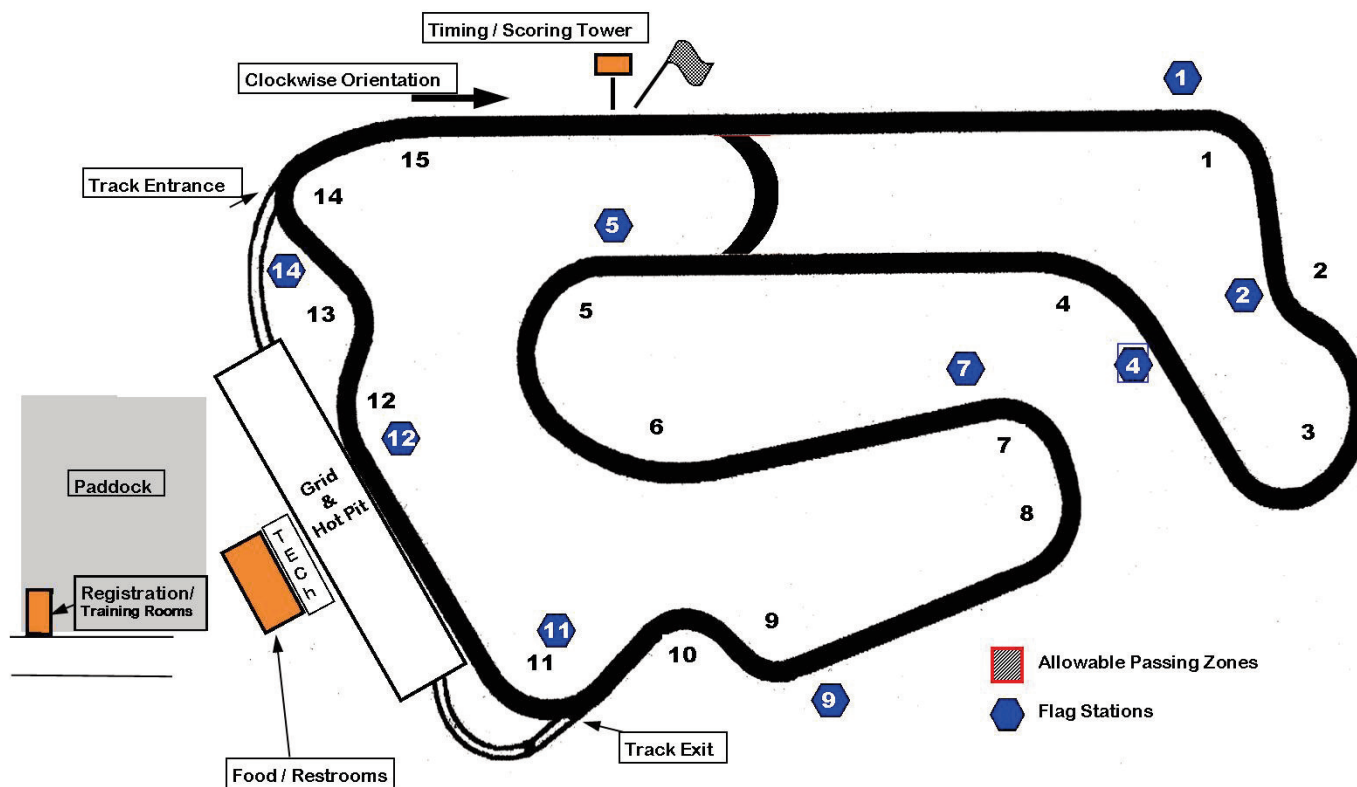 Timing / Scoring Tower
Clockwise Orientation
1
15
1
Track Entrance
14
5
2
14
2
13
5
4
7
4
12
6
3
12
7
Grid
&
Hot Pit
Paddock
8
TECh
Registration/
Training Rooms
11
9
11
10
9
Allowable Passing Zones
Flag Stations
Track Exit
Food / Restrooms